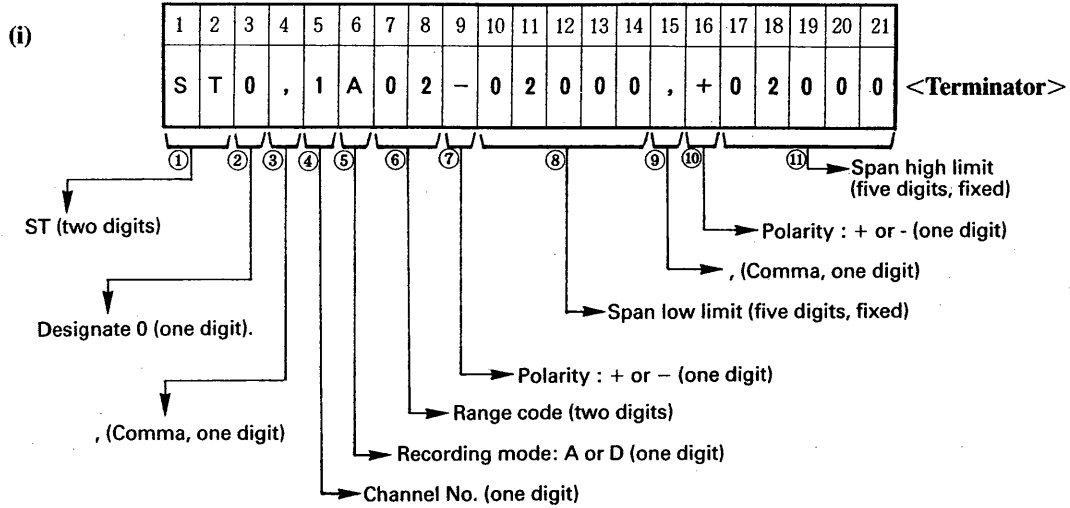 (i)
1 2 3 4 5 6 7 8 9 10 11 12 13 14 15 16 17 18 19 20 21
S T 0 , 1 A 0 2 - 0 2 0 0 0 , + 0 2 0 0 0 <Terminator>
① ② ③ ④ ⑤ ⑥ ⑦ ⑧ ⑨ ⑩ ⑪
Span high limit
(five digits, fixed)
ST (two digits)
Polarity : + or - (one digit)
, (Comma, one digit)
Span low limit (five digits, fixed)
Designate 0 (one digit).
Polarity : + or − (one digit)
Range code (two digits)
, (Comma, one digit)
Recording mode: A or D (one digit)
Channel No. (one digit)